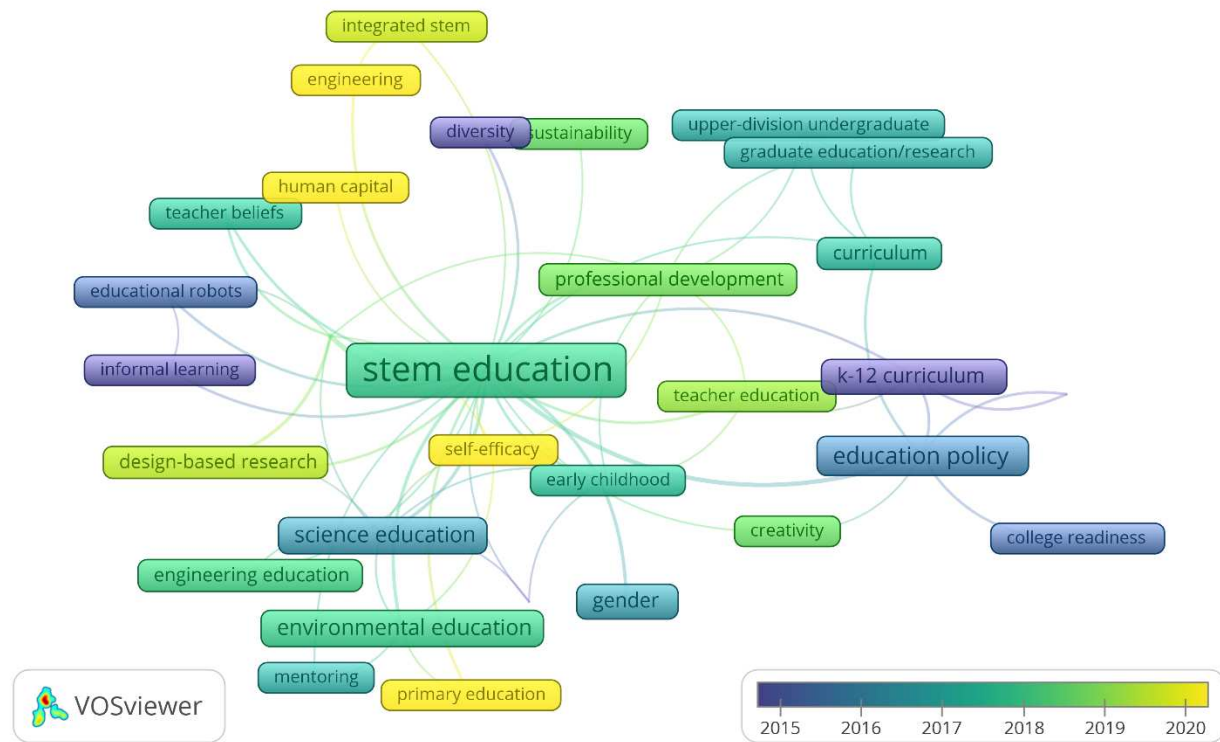 integrated stem
engineering
diversity
sustainability
upper-division undergraduate
graduate education/research
human capital
teacher beliefs
curriculum
professional development
educational robots
stem education
informal learning
k-12 curriculum
teacher education
self-efficacy
education policy
design-based research
early childhood
science education
creativity
college readiness
engineering education
gender
environmental education
mentoring
primary education
VOSviewer
2015 2016 2017 2018 2019 2020